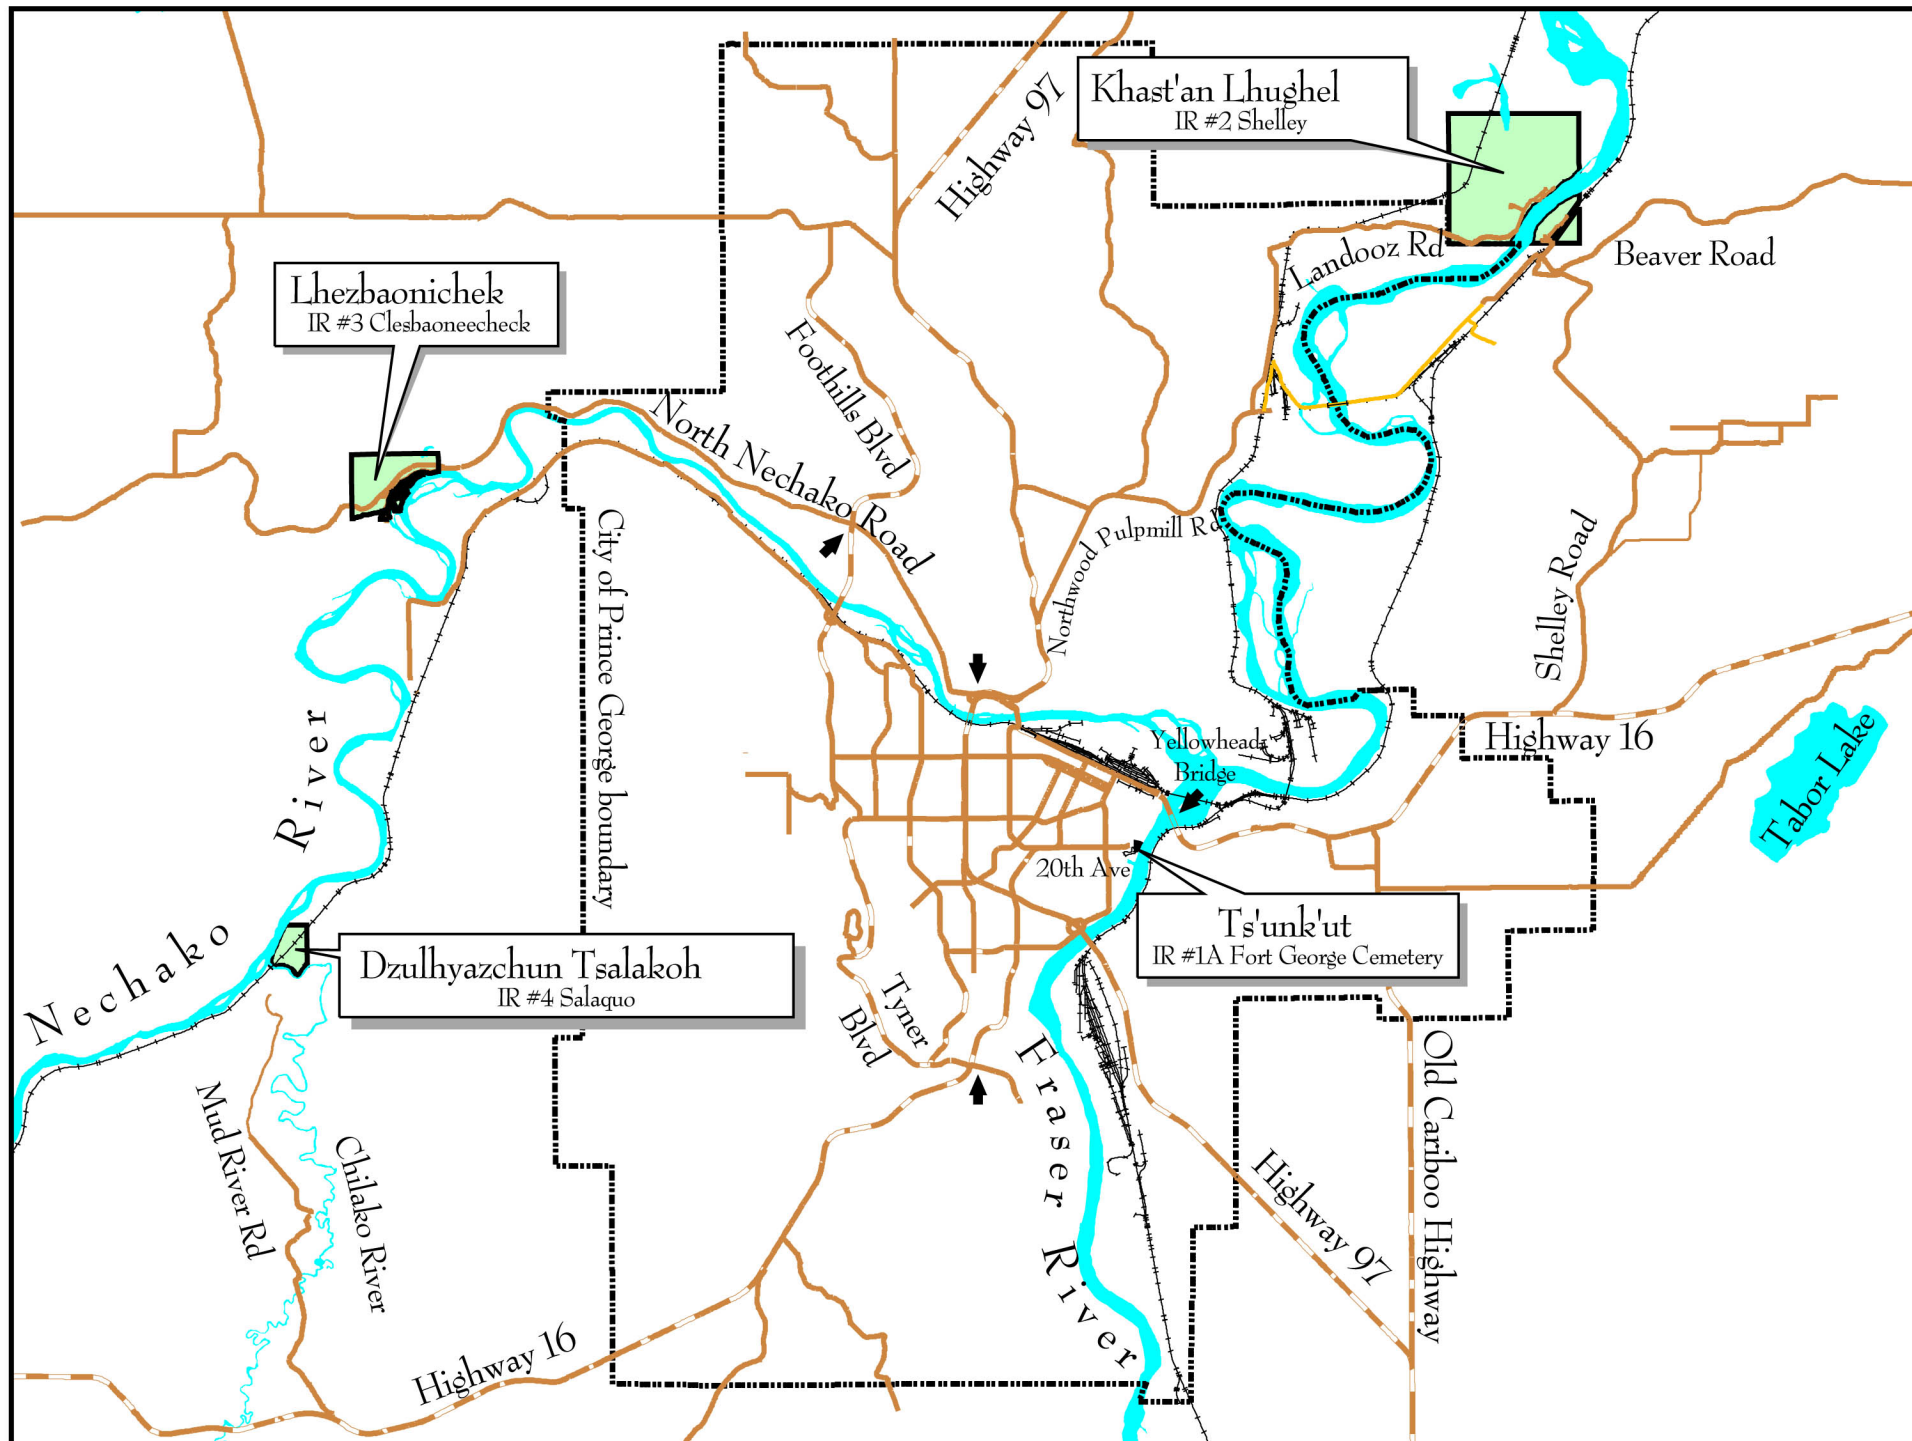 Highway 97
Khast'an Lhughel
IR #2 Shelley
Landooz Rd
Beaver Road
Lhezbaonichek
IR #3 Clesbaoneecheck
Foothills Blvd
North Nechako Road
City of Prince George boundary
Northwood Pulpmill Rd
Shelley Road
Yellowhead
Bridge
Highway 16
Tabor Lake
20th Ave
Ts'unk'ut
IR #1A Fort George Cemetery
Nechako River
Dzulhyazchun Tsalakoh
IR #4 Salaquo
Tyner
Blvd
Fraser River
Mud River Rd
Chilako River
Highway 97
Old Cariboo Highway
Highway 16